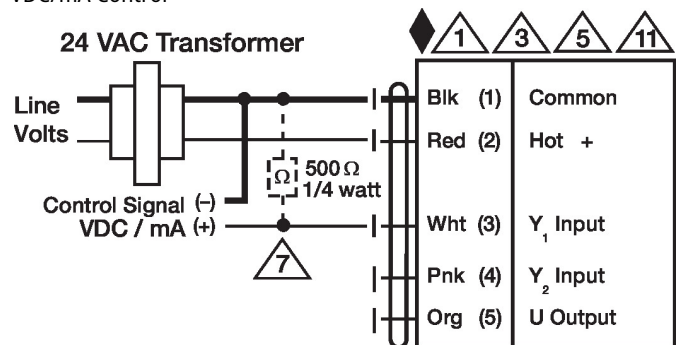 VDC/mA Control
1 3 5 11
24 VAC Transformer
Line
Volts
Blk (1) Common
Red (2) Hot +
Ω 500 Ω
1/4 watt
Control Signal (–)
VDC / mA (+)
Wht (3) Y1 Input
7
Pnk (4) Y2 Input
Org (5) U Output